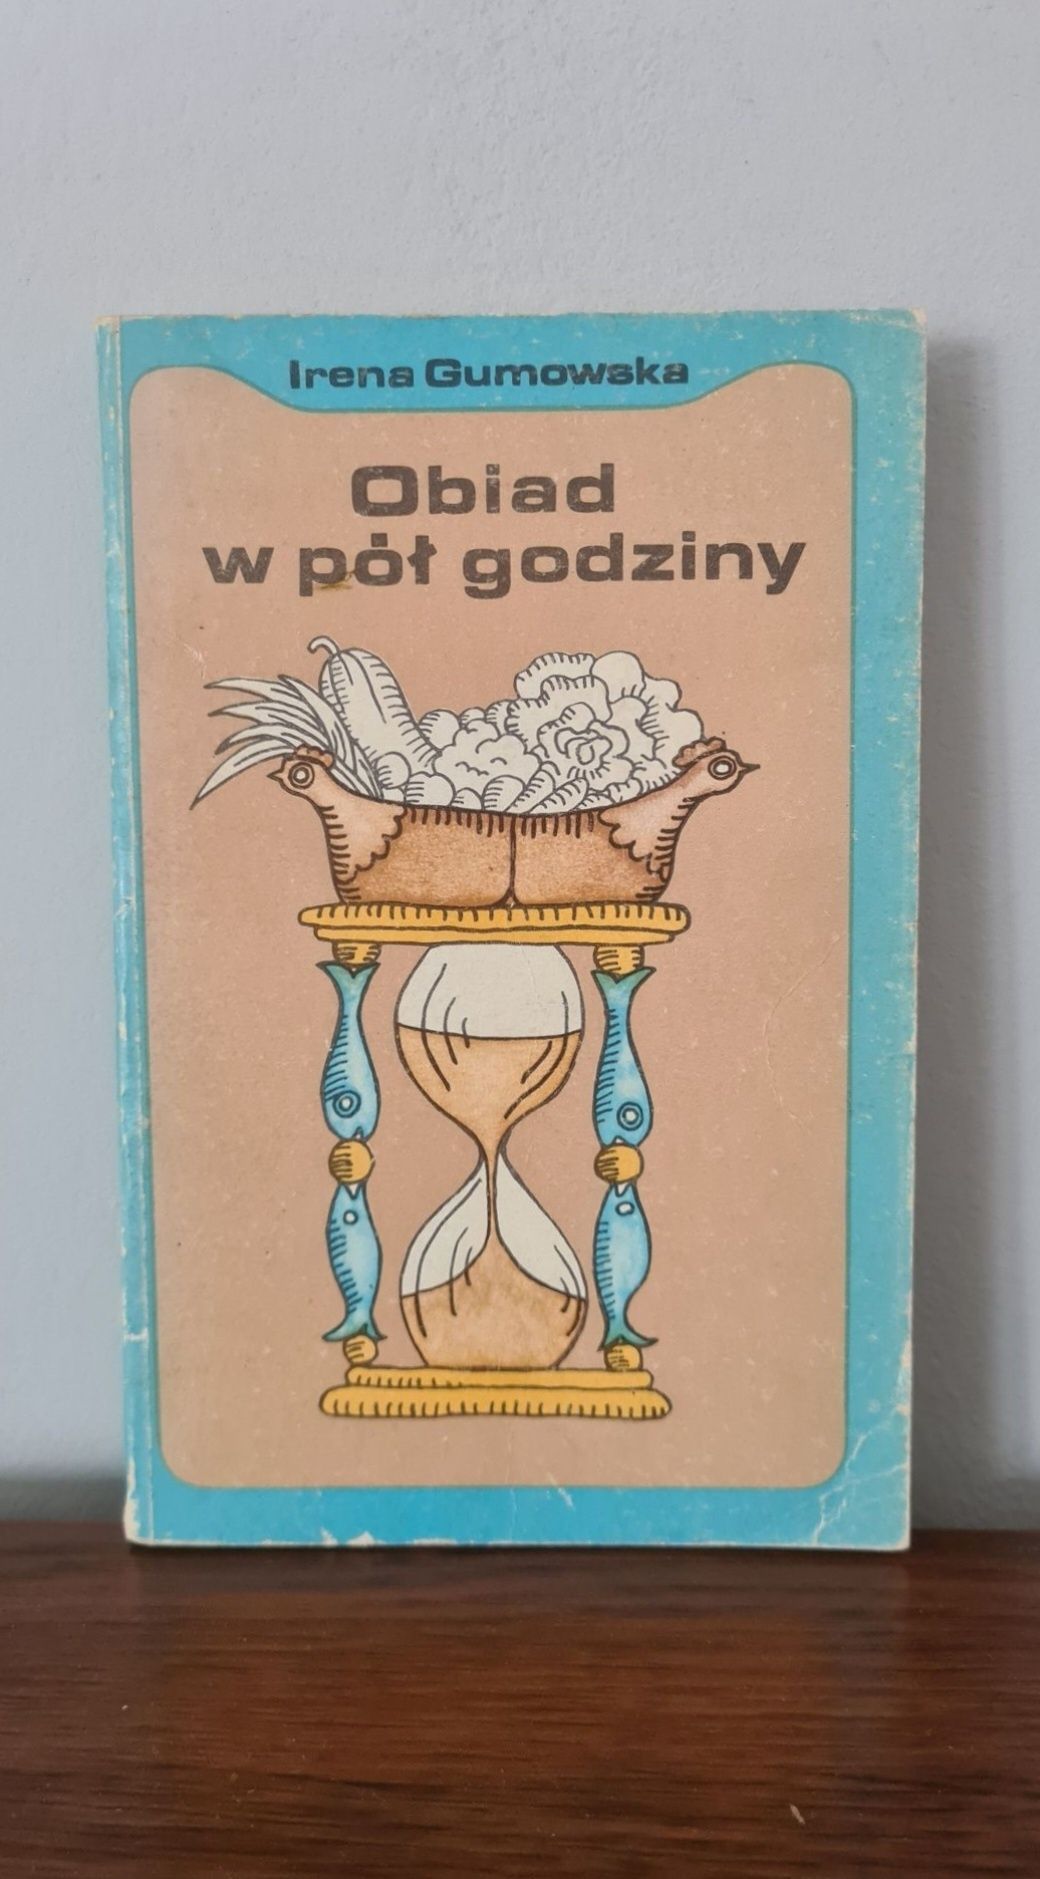 Irena Gumowska
Obiad
w pół godziny